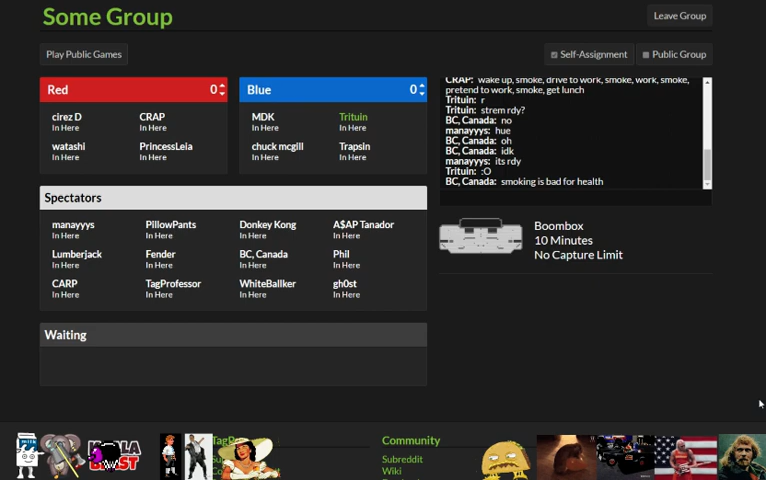 Some Group
Leave Group
Play Public Games
Self-Assignment
Public Group
Red 0
cirez D
In Here
CRAP
In Here
watashi
In Here
PrincessLeia
In Here
Blue 0
MDK
In Here
Trituin
In Here
chuck mcgill
In Here
Trapsin
In Here
CRAP: wake up, smoke, drive to work, smoke, work, smoke,
pretend to work, smoke, get lunch
Trituin: r
Trituin: strem rdy?
BC, Canada: no
manayyys: hue
BC, Canada: oh
BC, Canada: idk
manayyys: its rdy
Trituin: :O
BC, Canada: smoking is bad for health
Spectators
manayyys
In Here
PillowPants
In Here
Donkey Kong
In Here
A$AP Tanador
In Here
Lumberjack
In Here
Fender
In Here
BC, Canada
In Here
Phil
In Here
CARP
In Here
TagProfessor
In Here
WhiteBallker
In Here
gh0st
In Here
Boombox
10 Minutes
No Capture Limit
Waiting
Community
Subreddit
Wiki